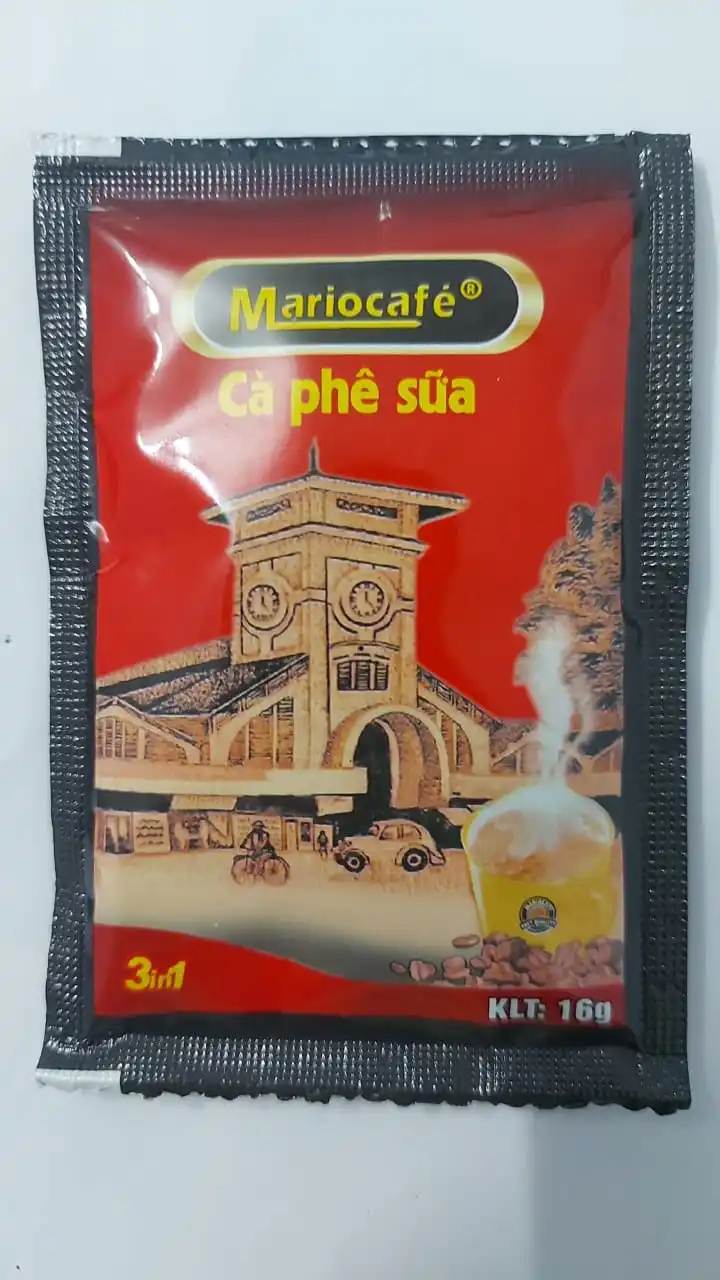 Mariocafé®
Cà phê sữa
3in1
KLT: 16g